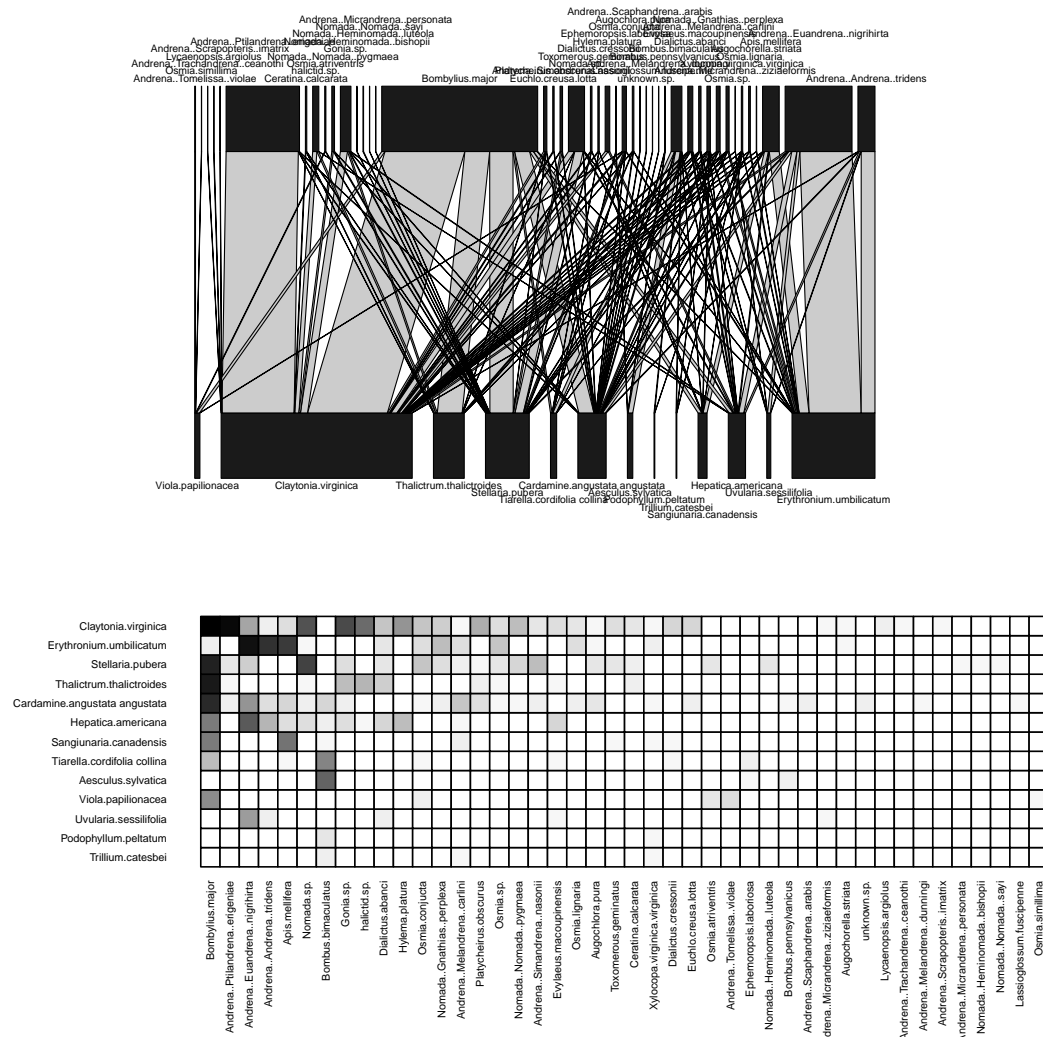 Andrena..Scaphandrena..arabis
Andrena..Micrandrena..personata
Nomada..Gnathias..perplexa
Nomada..Nomada..sayi
Nomada..Heminomada..luteola
Andrena..Melandrena..carlini
Andrena..Euandrena..nigrihirta
Nomada..Heminomada..bishopii
Hylema.platura
Dialictus.abanci
Apis.mellifera
Andrena..Scrapopteris..imatrix
Gonia.sp.
Dialictus.cressonii
Bombus.bimaculatus
Augochlorella.striata
Lycaenopsis.argiolus
Nomada..Nomada..pygmaea
Toxomerous.geminatus
Bombus..pennsylvanicus
Osmia.lignaria
Andrena..Trachandrena..ceanothi
Osmia.atriventris
Osmia.simillima
halictid.sp.
unknown.sp.
Andrena..Tomelissa..violae
Ceratina.calcarata
Bombylius.major
Euchlo.creusa.lotta
Osmia.sp.
Andrena..Andrena..tridens
Viola.papilionacea
Claytonia.virginica
Thalictrum.thalictroides
Cardamine.angustata angustata
Hepatica.americana
Stellaria.pubera
Aesculus.sylvatica
Uvularia.sessilifolia
Tiarella.cordifolia collina
Podophyllum.peltatum
Erythronium.umbilicatum
Trillium.catesbei
Sangiunaria.canadensis
Claytonia.virginica
Erythronium.umbilicatum
Stellaria.pubera
Thalictrum.thalictroides
Cardamine.angustata angustata
Hepatica.americana
Sangiunaria.canadensis
Tiarella.cordifolia collina
Aesculus.sylvatica
Viola.papilionacea
Uvularia.sessilifolia
Podophyllum.peltatum
Trillium.catesbei
Bombylius.major
Andrena..Ptilandrena..erigeniae
Andrena..Euandrena..nigrihirta
Andrena..Andrena..tridens
Apis.mellifera
Nomada.sp.
Bombus.bimaculatus
Gonia.sp.
halictid.sp.
Dialictus.abanci
Hylema.platura
Osmia.conjucta
Nomada..Gnathias..perplexa
Andrena..Melandrena..carlini
Platycheirus.obscurus
Osmia.sp.
Nomada..Nomada..pygmaea
Andrena..Simandrena..nasonii
Evylaeus.macoupinensis
Osmia.lignaria
Augochlora.pura
Toxomerous.geminatus
Ceratina.calcarata
Xylocopa.virginica.virginica
Dialictus.cressonii
Euchlo.creusa.lotta
Osmia.atriventris
Andrena..Tomelissa..violae
Ephemeropsis.laboriosa
Nomada..Heminomada..luteola
Bombus..pennsylvanicus
Andrena..Scaphandrena..arabis
drena..Micrandrena..ziziaeformis
Augochorella.striata
unknown.sp.
Lycaenopsis.argiolus
Andrena..Trachandrena..ceanothi
Andrena..Melandrena..dunningi
Andrena..Scrapopteris..imatrix
Andrena..Micrandrena..personata
Nomada..Heminomada..bishopii
Nomada..Nomada..sayi
Lassioglossum.fuscipenne
Osmia.simillima